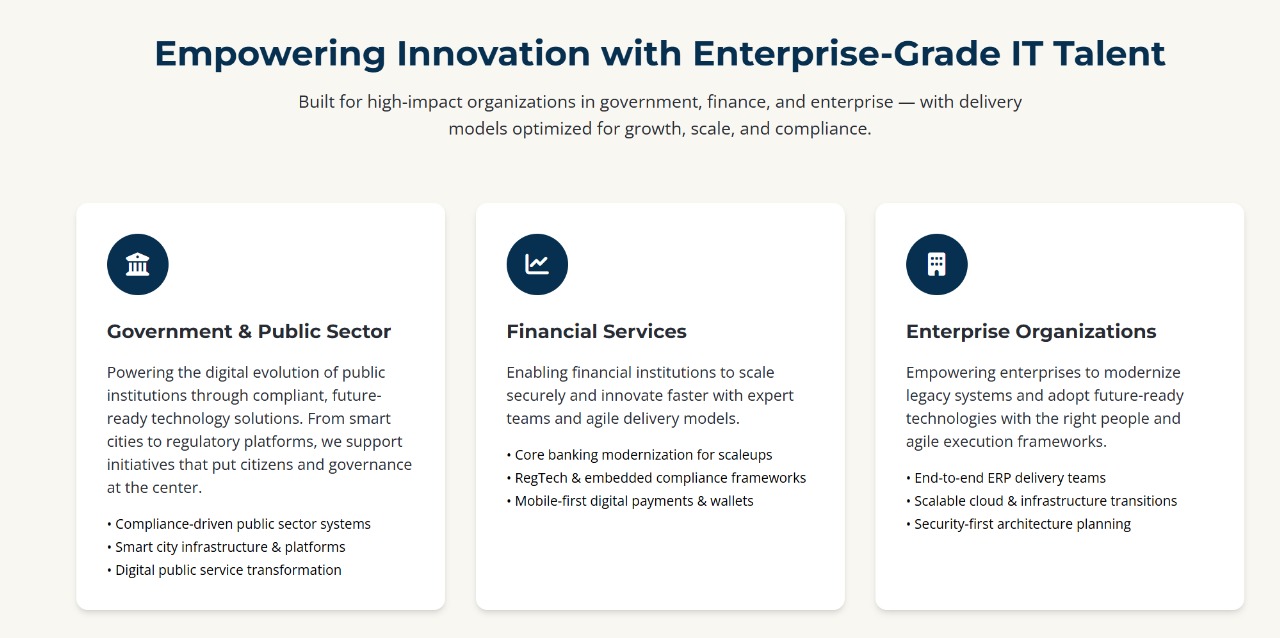 Empowering Innovation with Enterprise-Grade IT Talent
Built for high-impact organizations in government, finance, and enterprise — with delivery
models optimized for growth, scale, and compliance.
Government & Public Sector
Powering the digital evolution of public
institutions through compliant, future-
ready technology solutions. From smart
cities to regulatory platforms, we support
initiatives that put citizens and governance
at the center.
• Compliance-driven public sector systems
• Smart city infrastructure & platforms
• Digital public service transformation
Financial Services
Enabling financial institutions to scale
securely and innovate faster with expert
teams and agile delivery models.
• Core banking modernization for scaleups
• RegTech & embedded compliance frameworks
• Mobile-first digital payments & wallets
Enterprise Organizations
Empowering enterprises to modernize
legacy systems and adopt future-ready
technologies with the right people and
agile execution frameworks.
• End-to-end ERP delivery teams
• Scalable cloud & infrastructure transitions
• Security-first architecture planning